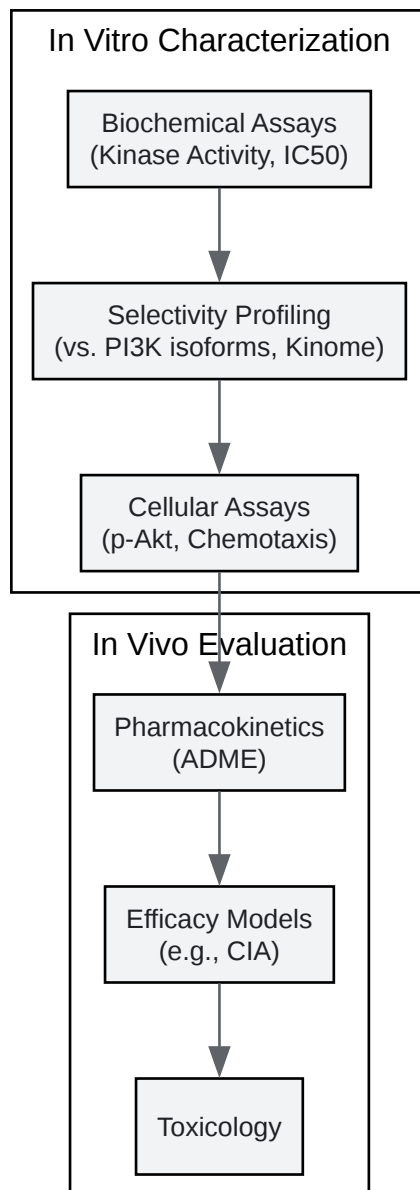 In Vitro Characterization
Biochemical Assays
(Kinase Activity, IC50)
Selectivity Profiling
(vs. PI3K isoforms, Kinome)
Cellular Assays
(p-Akt, Chemotaxis)
In Vivo Evaluation
Pharmacokinetics
(ADME)
Efficacy Models
(e.g., CIA)
Toxicology